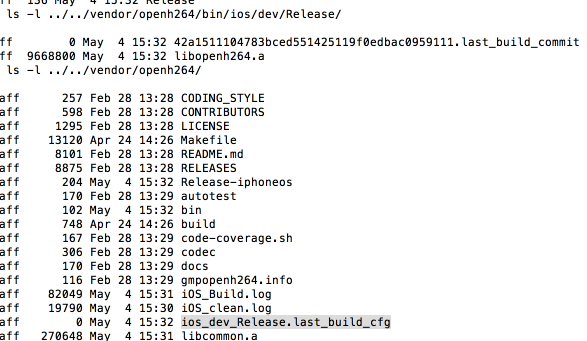 aff 136 May 4 15:32 Release
ls -l ../../vendor/openh264/bin/ios/dev/Release/
aff 0 May 4 15:32 42a1511104783bced551425119f0edbac0959111.last_build_commit
aff 9668800 May 4 15:32 libopenh264.a
ls -l ../../vendor/openh264/
aff 257 Feb 28 13:28 CODING_STYLE
aff 598 Feb 28 13:28 CONTRIBUTORS
aff 1295 Feb 28 13:28 LICENSE
aff 13120 Apr 24 14:26 Makefile
aff 8101 Feb 28 13:28 README.md
aff 8875 Feb 28 13:28 RELEASES
aff 204 May 4 15:32 Release-iphoneos
aff 170 Feb 28 13:29 autotest
aff 102 May 4 15:32 bin
aff 748 Apr 24 14:26 build
aff 167 Feb 28 13:29 code-coverage.sh
aff 306 Feb 28 13:29 codec
aff 170 Feb 28 13:29 docs
aff 116 Feb 28 13:29 gmpopenh264.info
aff 82049 May 4 15:31 iOS_Build.log
aff 19790 May 4 15:30 iOS_clean.log
aff 0 May 4 15:32 ios_dev_Release.last_build_cfg
aff 270648 May 4 15:31 libcommon.a